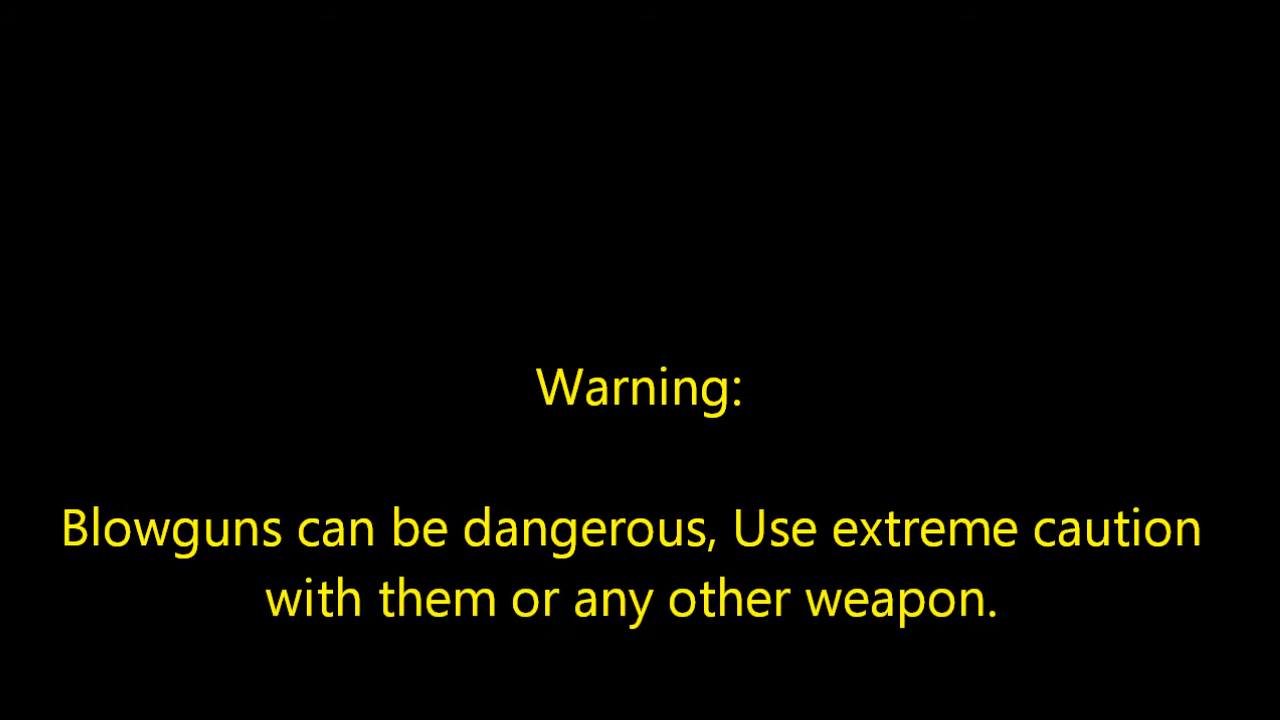 Warning:
Blowguns can be dangerous, Use extreme caution
with them or any other weapon.